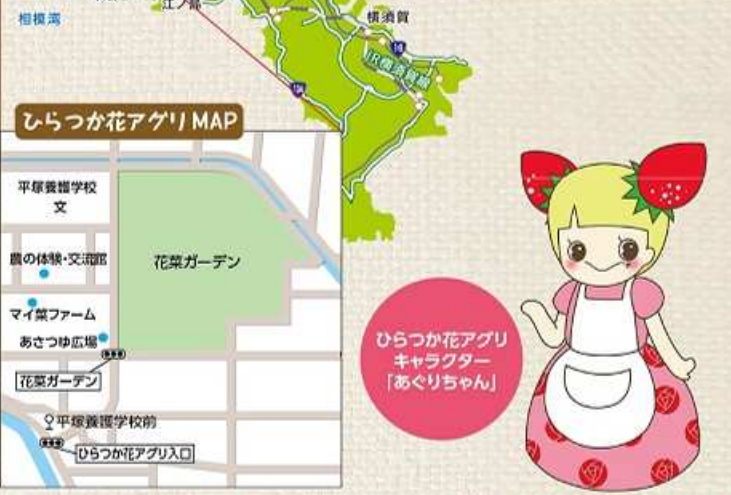 相模湾
江ノ島
横須賀
16
JR横須賀線
134
ひらつか花アグリMAP
平塚養護学校
文
農の体験・交流館
花菜ガーデン
マイ菜ファーム
あさつゆ広場
花菜ガーデン
平塚養護学校前
ひらつか花アグリ入口
ひらつか花アグリ
キャラクター
「あぐりちゃん」